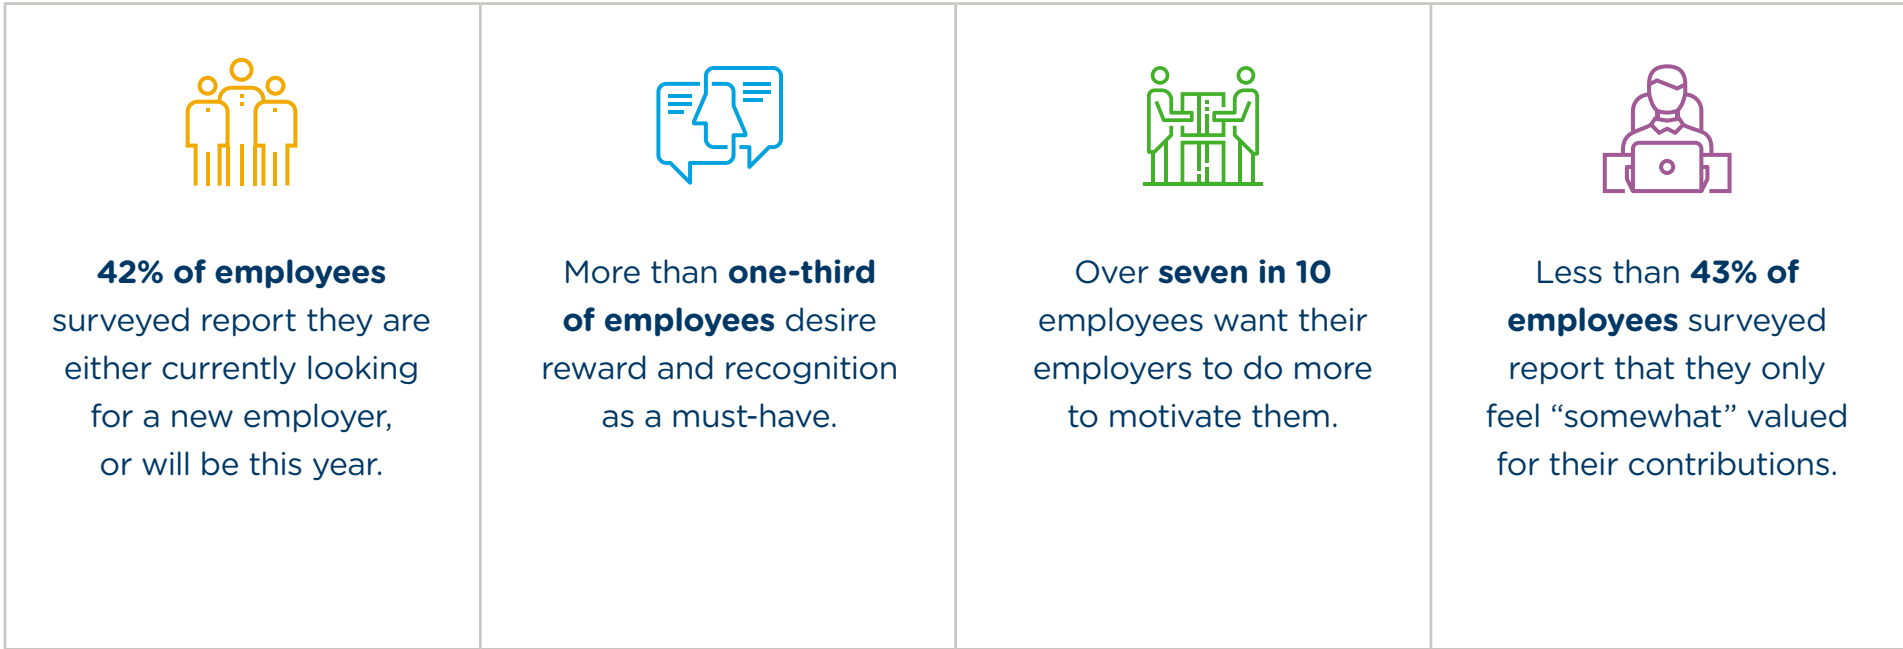 42% of employees
surveyed report they are
either currently looking
for a new employer,
or will be this year.
More than one-third
of employees desire
reward and recognition
as a must-have.
Over seven in 10
employees want their
employers to do more
to motivate them.
Less than 43% of
employees surveyed
report that they only
feel “somewhat” valued
for their contributions.